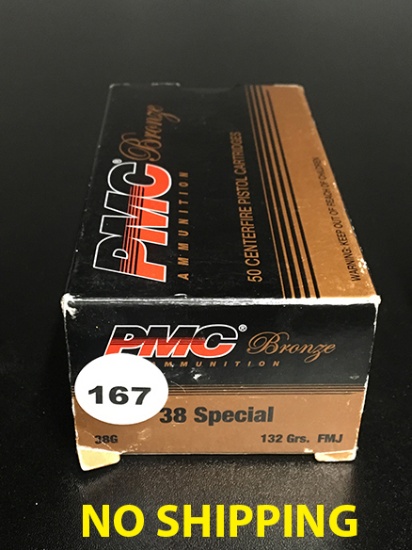 PMC® Bronze
AMMUNITION
50 CENTERFIRE PISTOL CARTRIDGES
WARNING: KEEP OUT OF REACH OF CHILDREN
PMC® Bronze
AMMUNITION
167
38 Special
38G 132 Grs. FMJ
NO SHIPPING